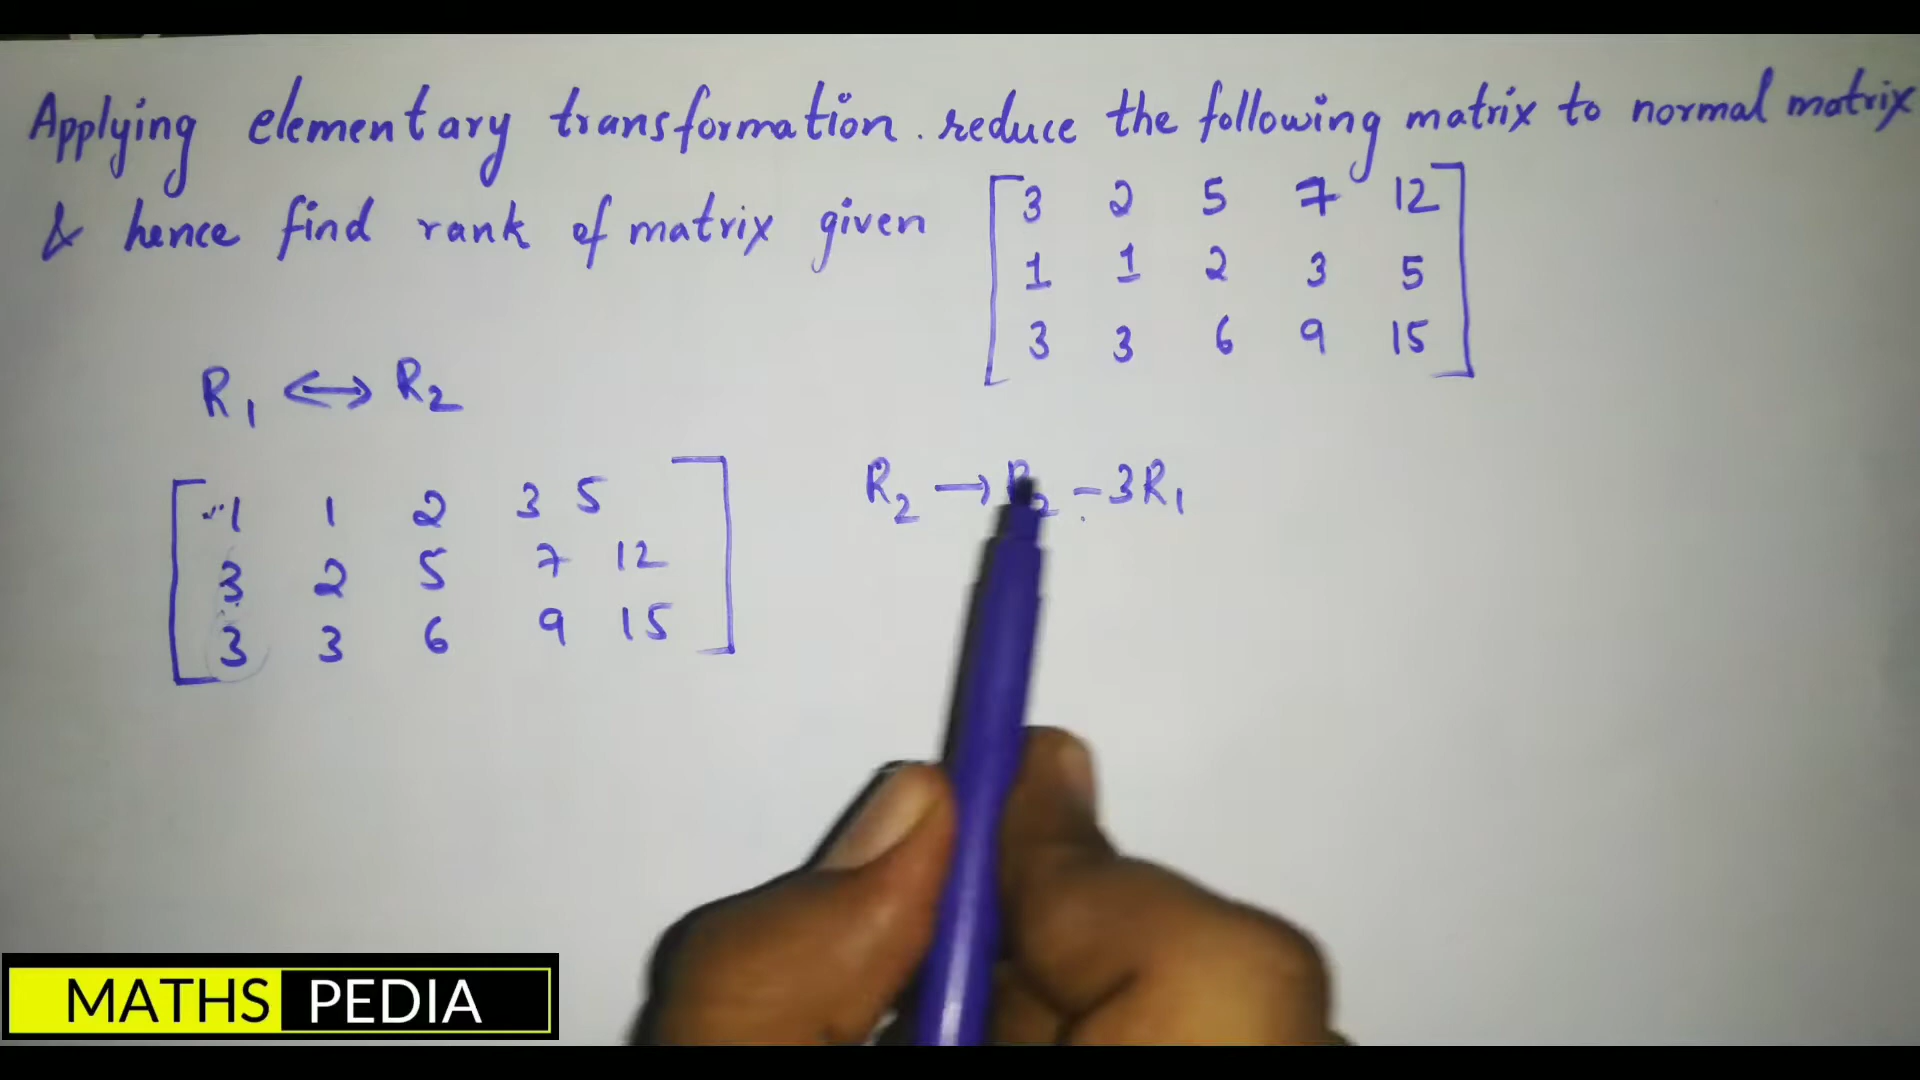 Applying elementary transformation. reduce the following matrix to normal matrix
& hence find rank of matrix given
3 2 5 7 12
1 1 2 3 5
3 3 6 9 15
R1 ↔ R2
1 1 2 3 5
3 2 5 7 12
3 3 6 9 15
R2 → R2 - 3R1
MATHS PEDIA